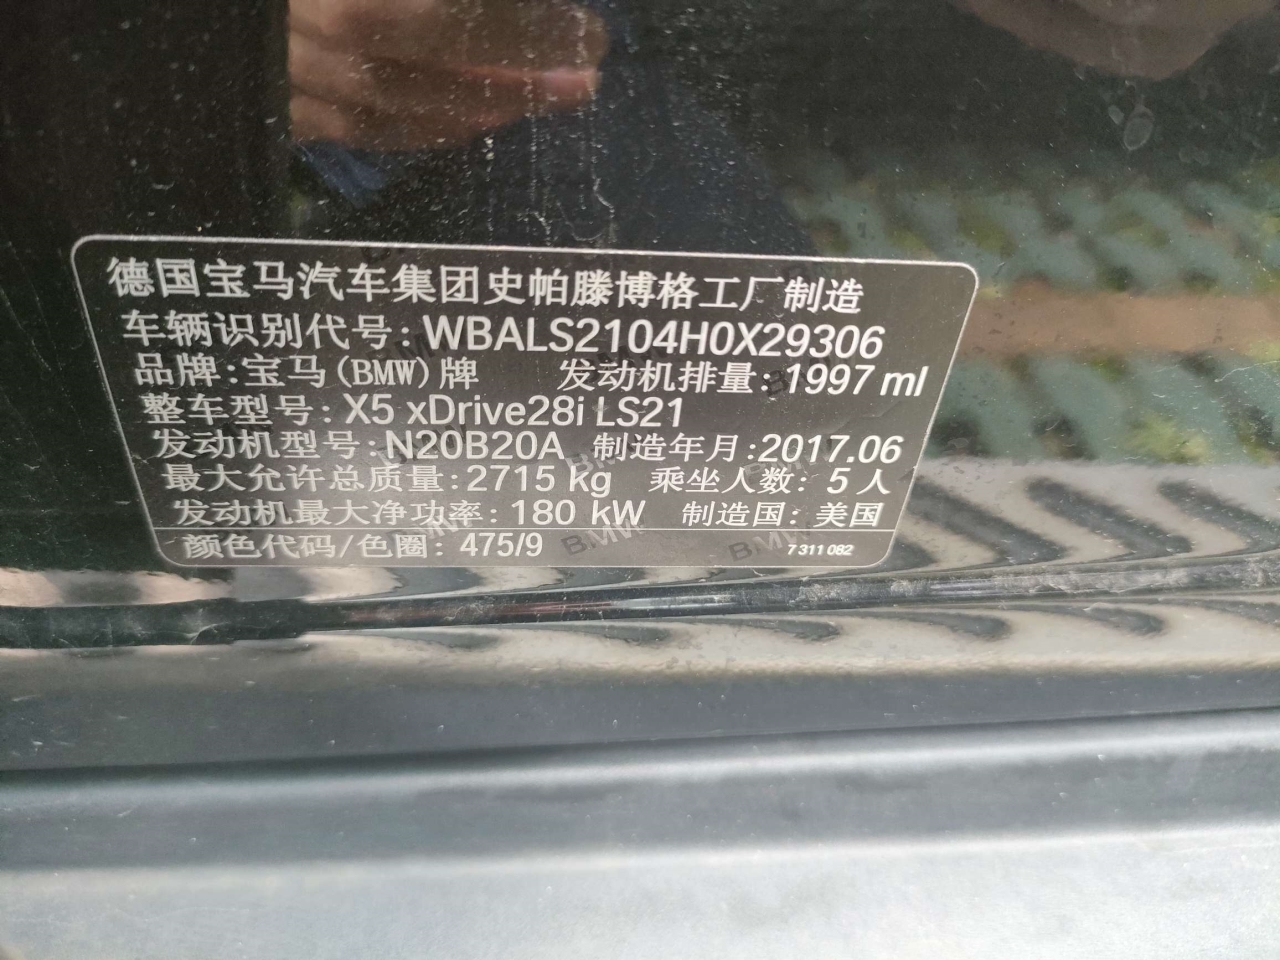 德国宝马汽车集团史帕滕博格工厂制造
车辆识别代号: WBALS2104H0X29306
品牌:宝马(BMW)牌 发动机排量: 1997 ml
整车型号: X5 xDrive28i LS21
发动机型号: N20B20A 制造年月:2017.06
最大允许总质量: 2715 kg 乘坐人数: 5 人
发动机最大净功率: 180 kW 制造国: 美国
颜色代码/色圈: 475/9 7 311 082